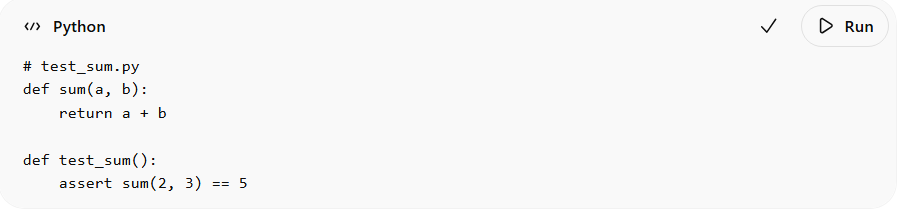 </> Python
Run
# test_sum.py
def sum(a, b):
    return a + b

def test_sum():
    assert sum(2, 3) == 5